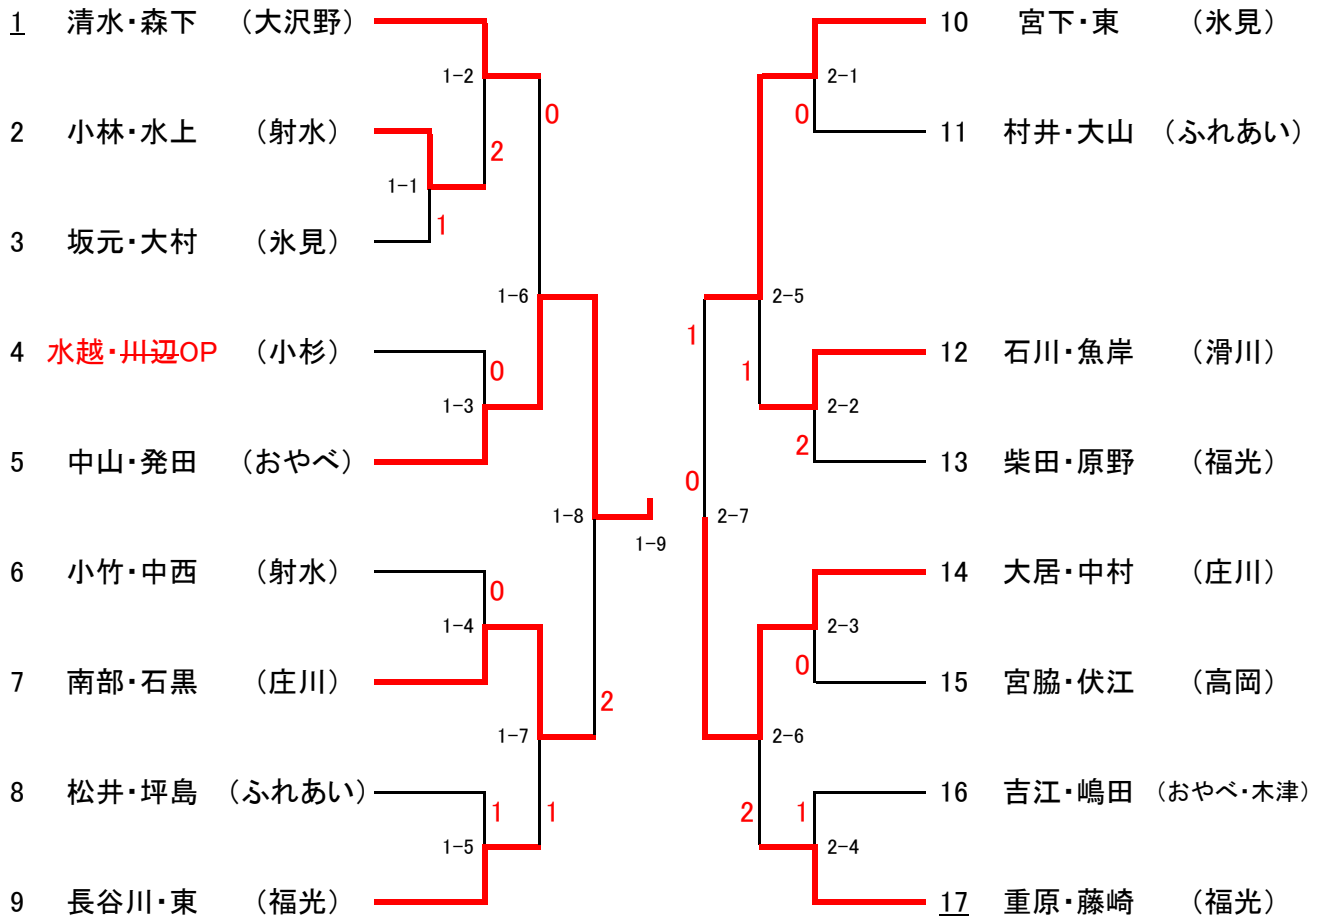 1 清水・森下 （大沢野）
1-2
0
2 小林・水上 （射水）
2
1-1
1
3 坂元・大村 （氷見）
1-6
4 水越・川辺OP （小杉）
0
1-3
5 中山・発田 （おやべ）
1-8
1-9
6 小竹・中西 （射水）
0
1-4
7 南部・石黒 （庄川）
2
1-7
8 松井・坪島 （ふれあい）
1
1
1-5
9 長谷川・東 （福光）
10 宮下・東 （氷見）
2-1
0
11 村井・大山 （ふれあい）
2-5
1
12 石川・魚岸 （滑川）
1
2-2
2
13 柴田・原野 （福光）
0
2-7
14 大居・中村 （庄川）
2-3
0
15 宮脇・伏江 （高岡）
2-6
16 吉江・嶋田 （おやべ・木津）
2
1
2-4
17 重原・藤崎 （福光）